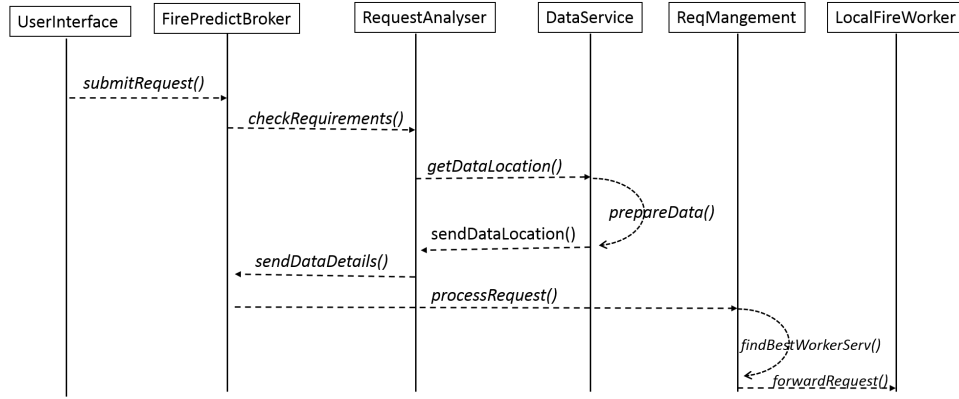 UserInterface
FirePredictBroker
RequestAnalyser
DataService
ReqMangement
LocalFireWorker
submitRequest()
checkRequirements()
getDataLocation()
prepareData()
sendDataLocation()
sendDataDetails()
processRequest()
findBestWorkerServ()
forwardRequest()